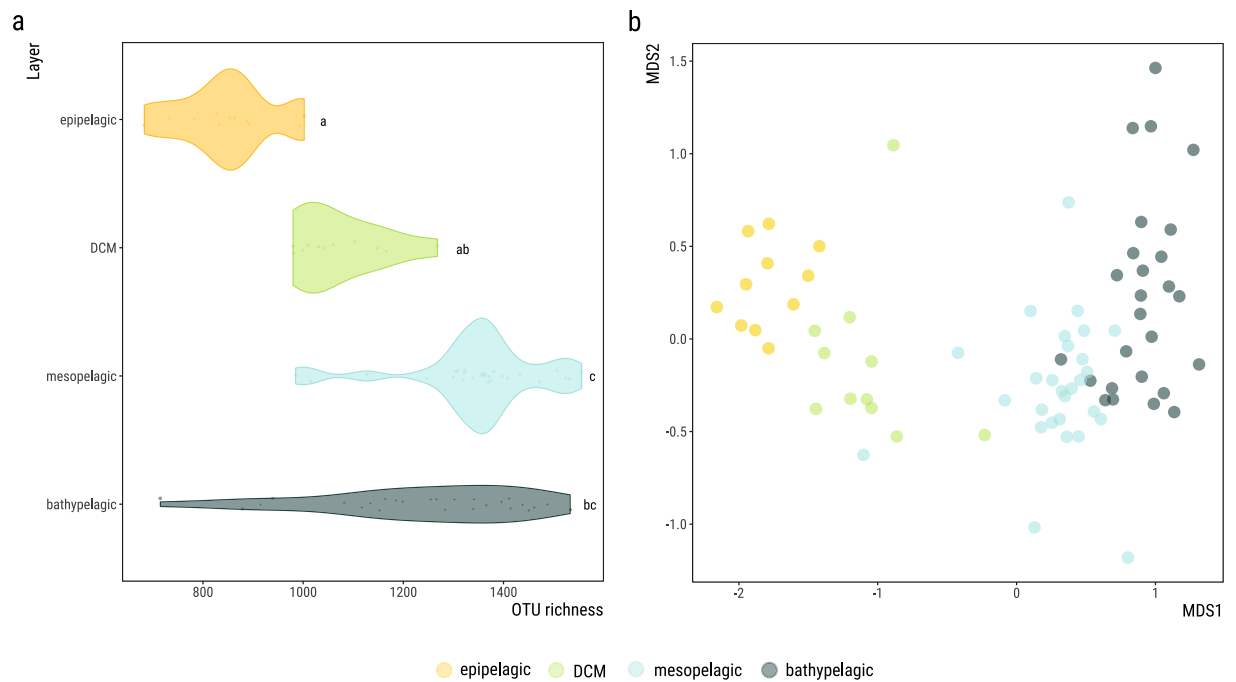 a
Layer
epipelagic
a
DCM
ab
mesopelagic
c
bathypelagic
bc
800 1000 1200 1400
OTU richness
b
MDS2
1.5
1.0
0.5
0.0
-0.5
-1.0
-2 -1 0 1
MDS1
epipelagic DCM mesopelagic bathypelagic